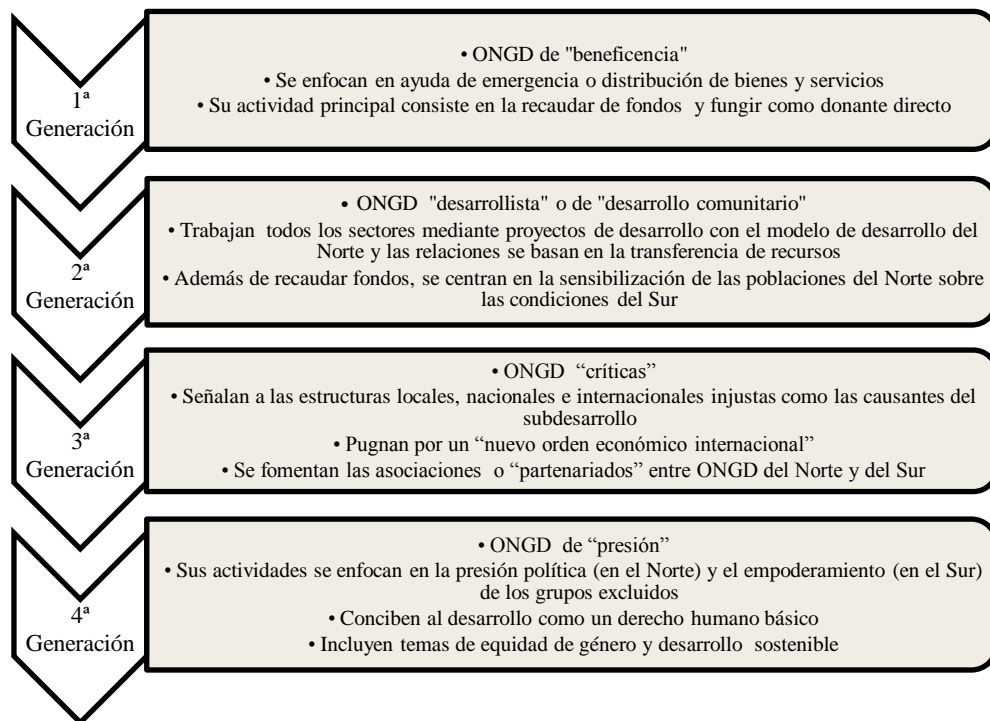 1ª
Generación
• ONGD de "beneficencia"
• Se enfocan en ayuda de emergencia o distribución de bienes y servicios
• Su actividad principal consiste en la recaudar de fondos y fungir como donante directo
2ª
Generación
• ONGD "desarrollista" o de "desarrollo comunitario"
• Trabajan todos los sectores mediante proyectos de desarrollo con el modelo de desarrollo del
Norte y las relaciones se basan en la transferencia de recursos
• Además de recaudar fondos, se centran en la sensibilización de las poblaciones del Norte sobre
las condiciones del Sur
3ª
Generación
• ONGD “críticas”
• Señalan a las estructuras locales, nacionales e internacionales injustas como las causantes del
subdesarrollo
• Pugnan por un “nuevo orden económico internacional”
• Se fomentan las asociaciones o “partenariados” entre ONGD del Norte y del Sur
4ª
Generación
• ONGD de “presión”
• Sus actividades se enfocan en la presión política (en el Norte) y el empoderamiento (en el Sur)
de los grupos excluidos
• Conciben al desarrollo como un derecho humano básico
• Incluyen temas de equidad de género y desarrollo sostenible